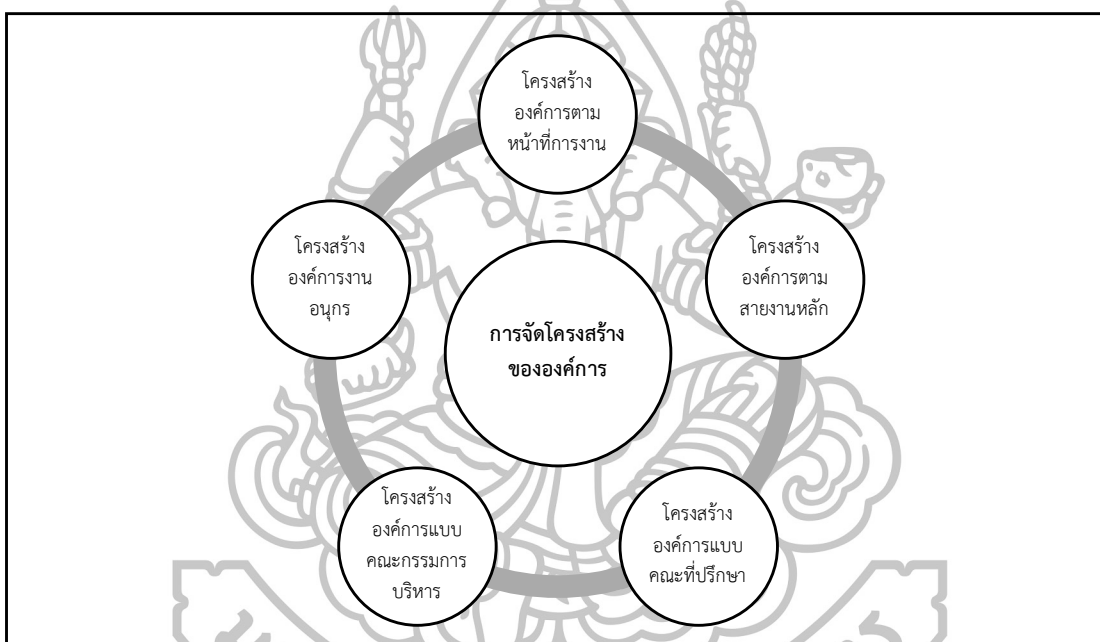 โครงสร้าง
องค์การตาม
หน้าที่การงาน
โครงสร้าง
องค์การตาม
สายงานหลัก
โครงสร้าง
องค์การแบบ
คณะที่ปรึกษา
โครงสร้าง
องค์การแบบ
คณะกรรมการ
บริหาร
โครงสร้าง
องค์การงาน
อนุกร
การจัดโครงสร้าง
ขององค์การ